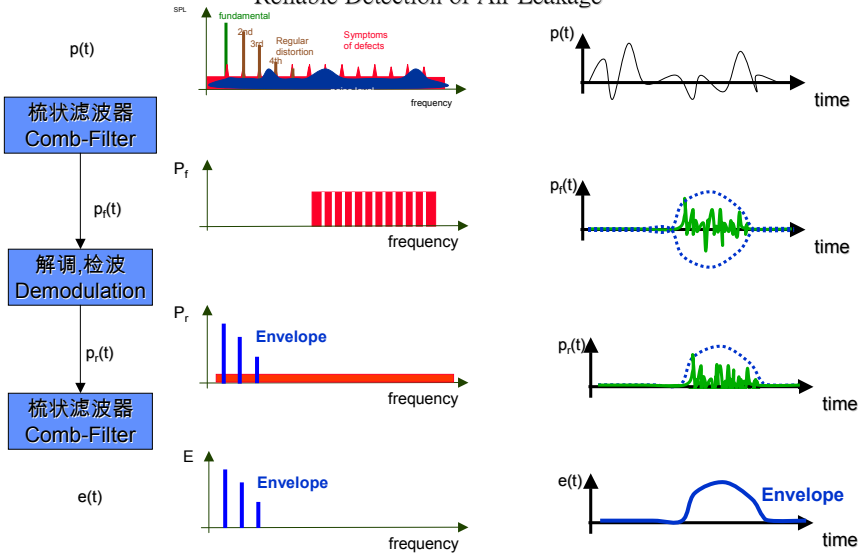 Reliable Detection of Air Leakage
p(t)
梳状滤波器
Comb-Filter
pf(t)
解调,检波
Demodulation
pr(t)
梳状滤波器
Comb-Filter
e(t)
SPL
fundamental
2nd
3rd
4th
Regular
distortion
Symptoms
of defects
noise level
frequency
Pf
frequency
Pr
Envelope
frequency
E
Envelope
frequency
p(t)
time
pf(t)
time
pr(t)
time
e(t)
Envelope
time